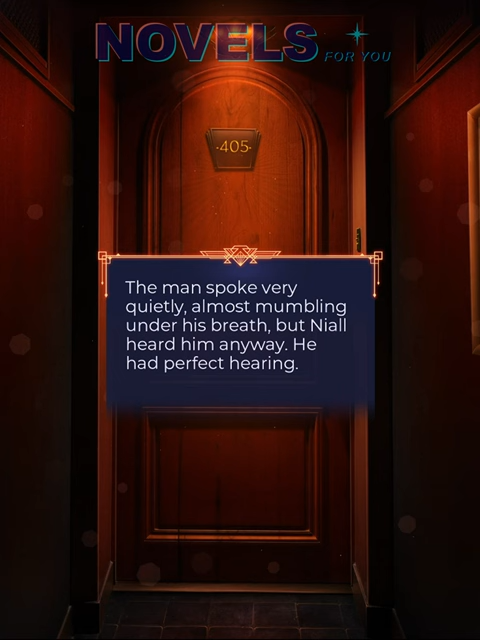 NOVELS
FOR YOU
·405·
The man spoke very
quietly, almost mumbling
under his breath, but Niall
heard him anyway. He
had perfect hearing.